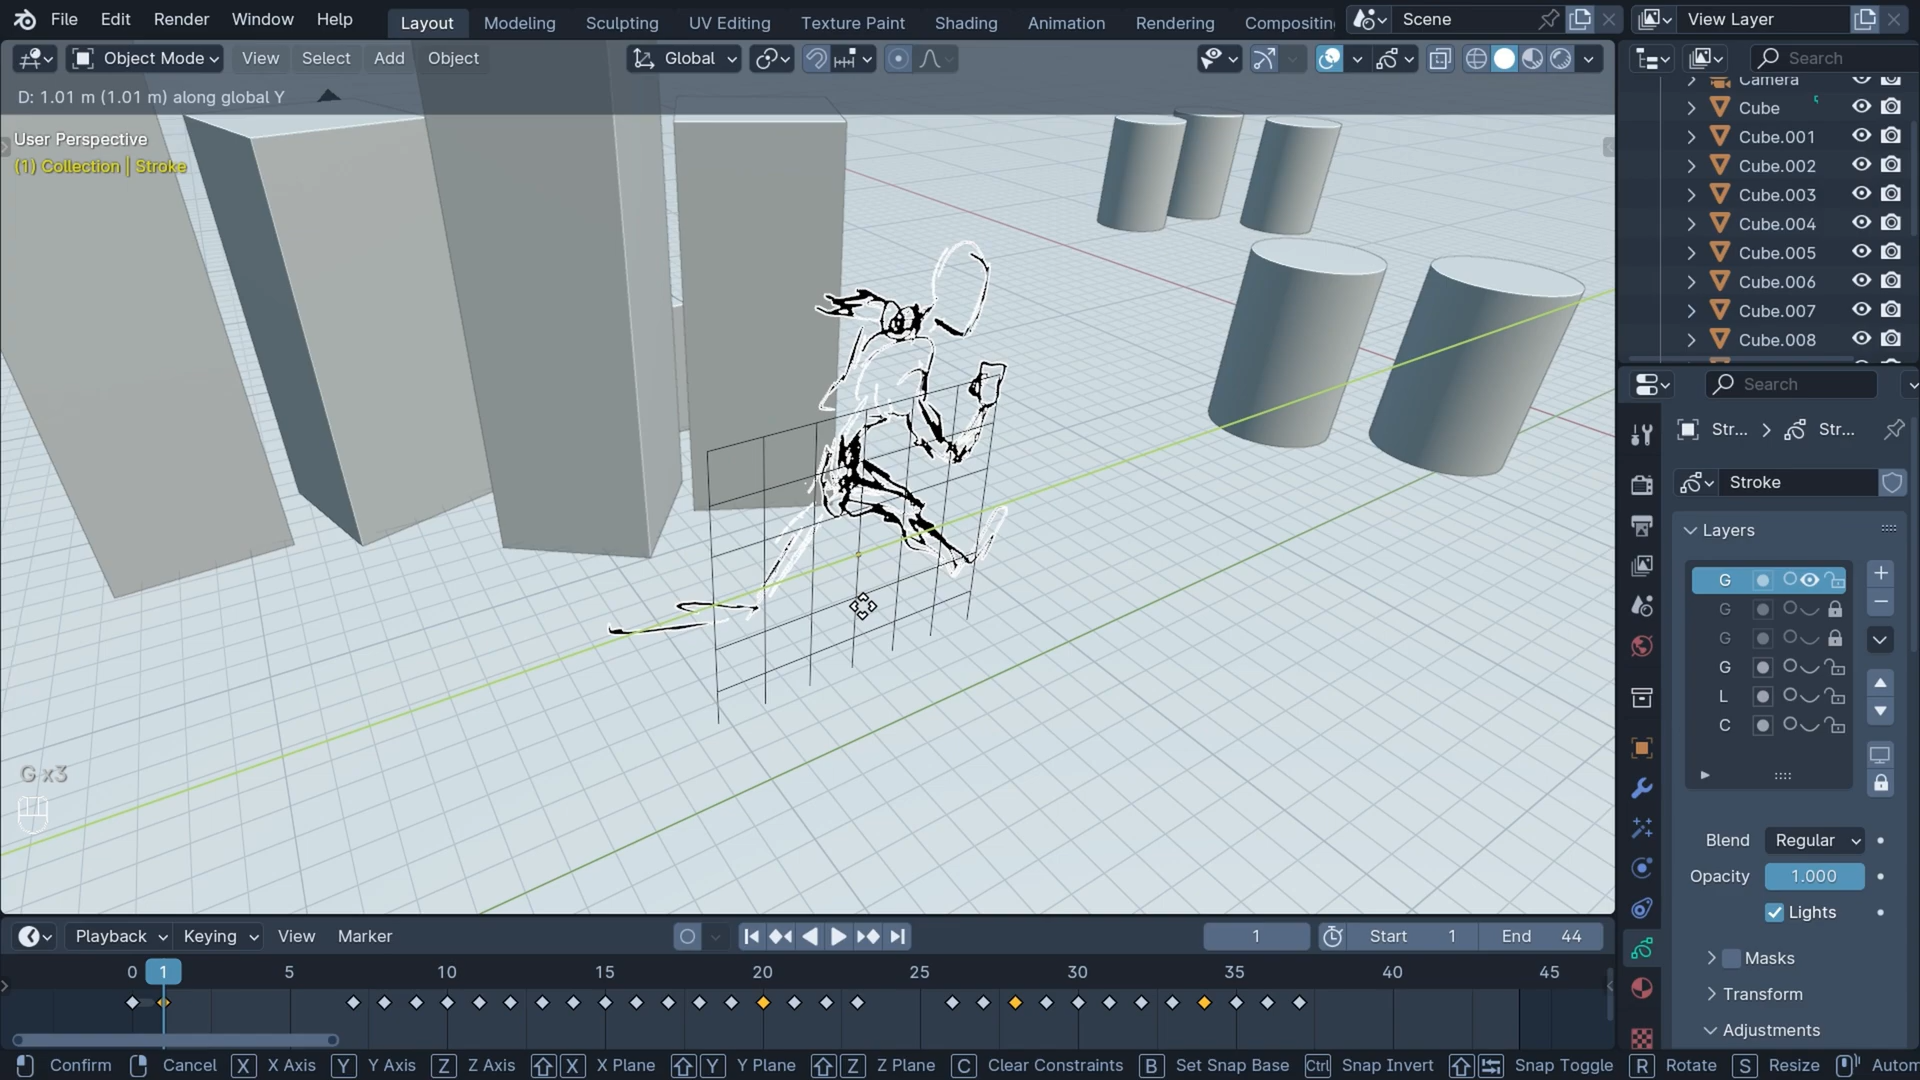 File Edit Render Window Help Layout Modeling Sculpting UV Editing Texture Paint Shading Animation Rendering Scene View Layer
Object Mode View Select Add Object Global Search
D: 1.01 m (1.01 m) along global Y
Camera
Cube
Cube.001
Cube.002
Cube.003
Cube.004
Cube.005
Cube.006
Cube.007
Cube.008
User Perspective
(1) Collection | Stroke
Search
Str... > Str...
Stroke
Layers
G
G
G
G
L
C
G x3
Blend Regular
Opacity 1.000
Lights
Masks
Transform
Adjustments
Playback Keying View Marker 1 Start 1 End 44
0 1 5 10 15 20 25 30 35 40 45
Confirm Cancel X X Axis Y Y Axis Z Z Axis X X Plane Y Y Plane Z Z Plane C Clear Constraints B Set Snap Base Ctrl Snap Invert Snap Toggle R Rotate S Resize